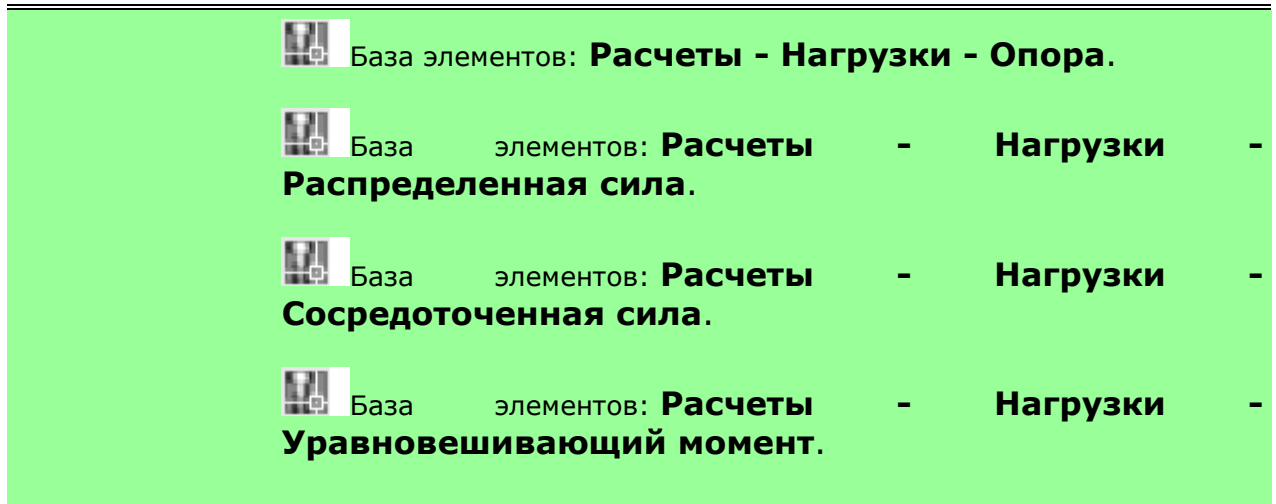 База элементов: Расчеты - Нагрузки - Опора.
База элементов: Расчеты - Нагрузки -
Распределенная сила.
База элементов: Расчеты - Нагрузки -
Сосредоточенная сила.
База элементов: Расчеты - Нагрузки -
Уравновешивающий момент.